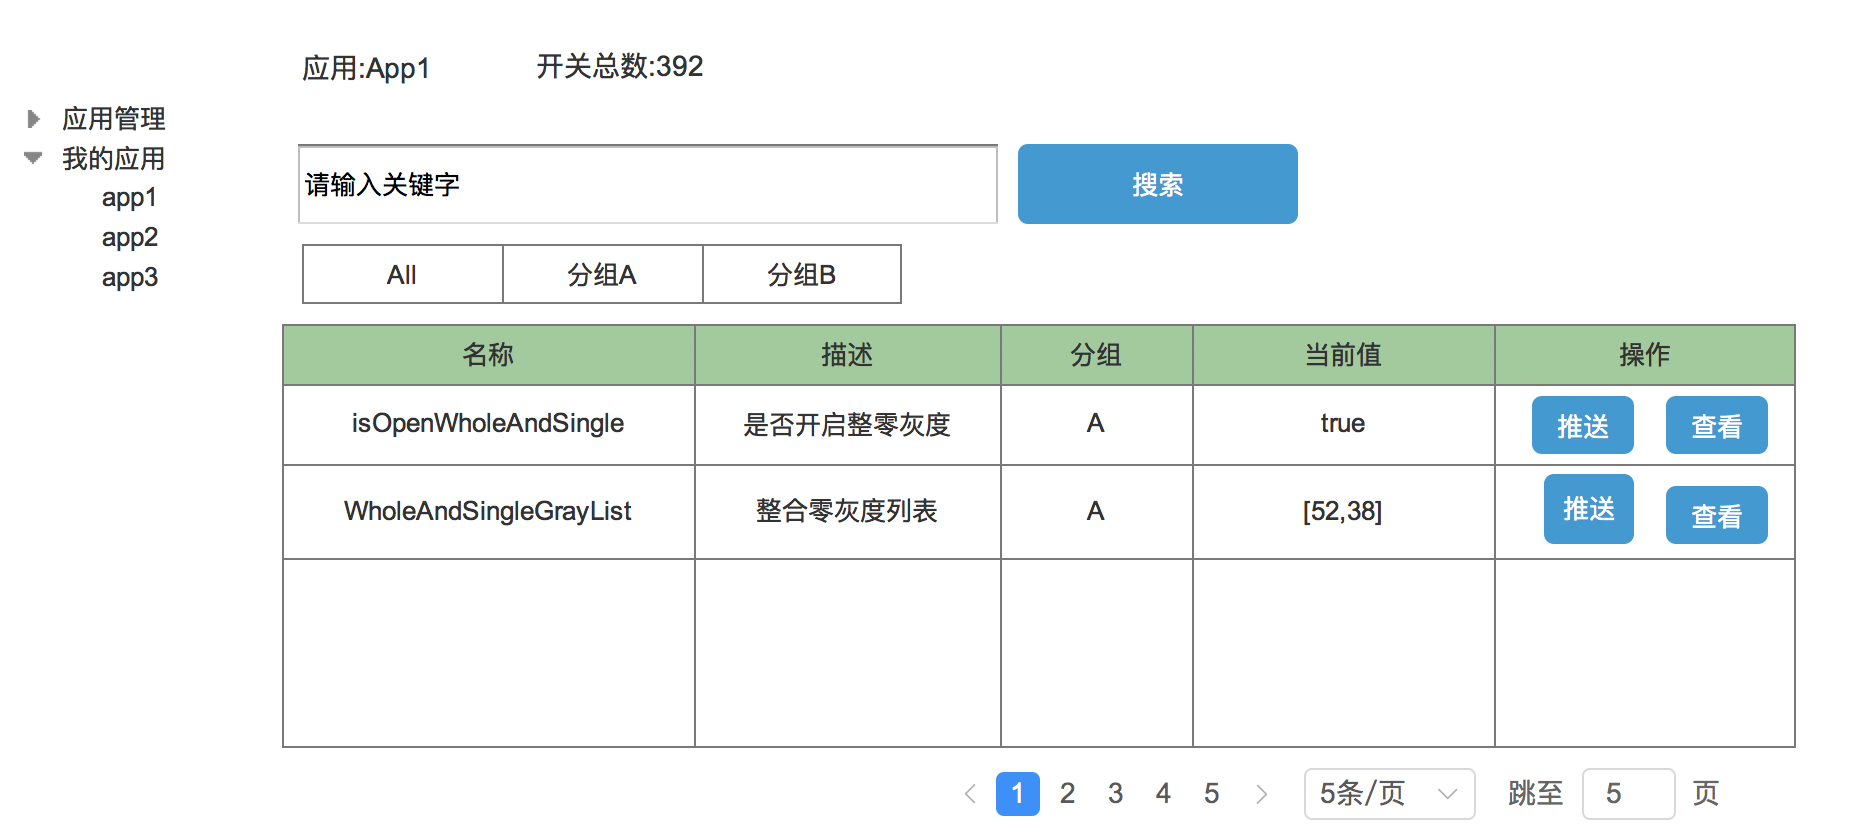 应用:App1 开关总数:392
应用管理
我的应用
app1
app2
app3
请输入关键字 搜索
All 分组A 分组B
名称 描述 分组 当前值 操作
isOpenWholeAndSingle 是否开启整零灰度 A true 推送 查看
WholeAndSingleGrayList 整合零灰度列表 A [52,38] 推送 查看
1 2 3 4 5 5条/页 跳至 5 页